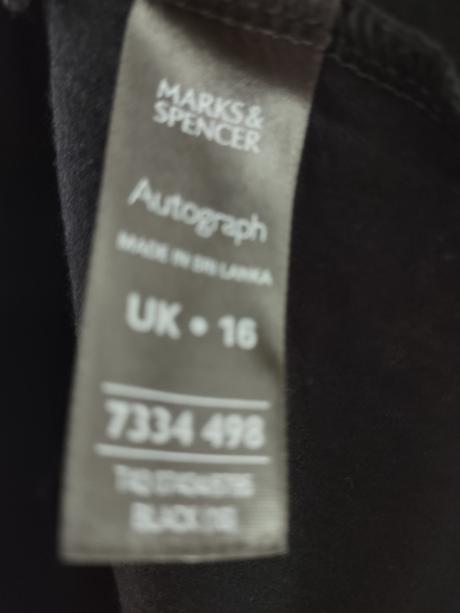 MARKS &
SPENCER
Autograph
MADE IN SRI LANKA
UK • 16
7334 498
BLACK